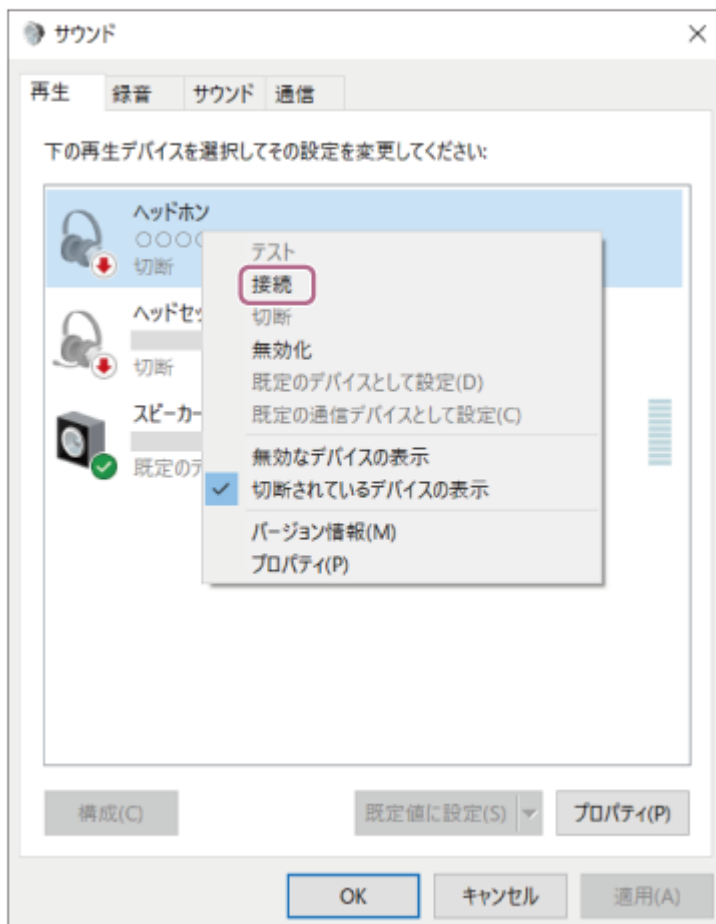 サウンド
再生 録音 サウンド 通信
下の再生デバイスを選択してその設定を変更してください:
ヘッドホン
○○○○
切断
テスト
接続
切断
無効化
既定のデバイスとして設定(D)
既定の通信デバイスとして設定(C)
無効なデバイスの表示
切断されているデバイスの表示
バージョン情報(M)
プロパティ(P)
ヘッドセッ
切断
スピーカー
既定のデ
構成(C) 既定値に設定(S) プロパティ(P)
OK キャンセル 適用(A)